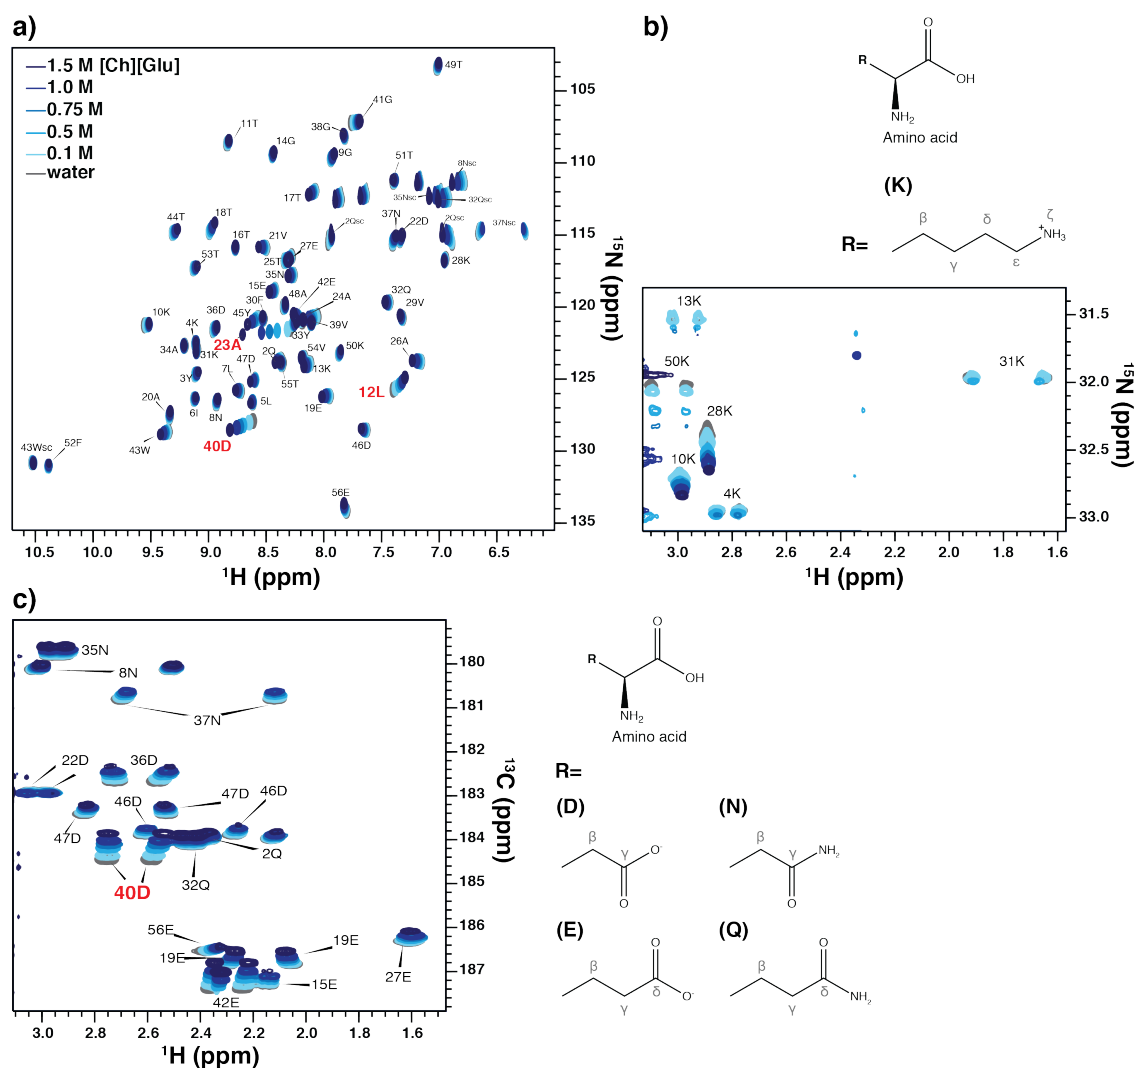 a)
1.5 M [Ch][Glu]
1.0 M
0.75 M
0.5 M
0.1 M
water
49T
41G
11T
38G
14G
9G
51T
8Nsc
17T
35Nsc
32Qsc
44T
18T
2Qsc
37N
22D
2Qsc
37Nsc
16T
21V
27E
53T
25T
28K
35N
15E
42E
48A
24A
32Q
30F
29V
10K
36D
45Y
39V
4K
33Y
23A
34A
31K
2Q
54V
50K
26A
47D
7L
3Y
55T
13K
12L
20A
6I
8N
5L
19E
40D
43W
46D
43Wsc
52F
56E
105
110
115
120
125
130
135
15N (ppm)
10.5 10.0 9.5 9.0 8.5 8.0 7.5 7.0 6.5 6.0
1H (ppm)
b)
O
R
OH
NH2
Amino acid
(K)
R=
β
δ
ζ
+NH3
γ
ε
13K
50K
31K
28K
10K
4K
31.5
32.0
32.5
33.0
15N (ppm)
3.0 2.8 2.6 2.4 2.2 2.0 1.8 1.6
1H (ppm)
c)
35N
8N
37N
22D
36D
46D
47D
46D
47D
2Q
32Q
40D
56E
19E
19E
27E
15E
42E
180
181
182
183
184
185
186
187
13C (ppm)
3.0 2.6 2.4 2.2 2.0 1.8 1.6
1H (ppm)
O
R
OH
NH2
Amino acid
R=
(D)
β
γ
O-
O
(N)
β
γ
NH2
O
(E)
O
β
δ
O-
γ
(Q)
O
β
δ
NH2
γ